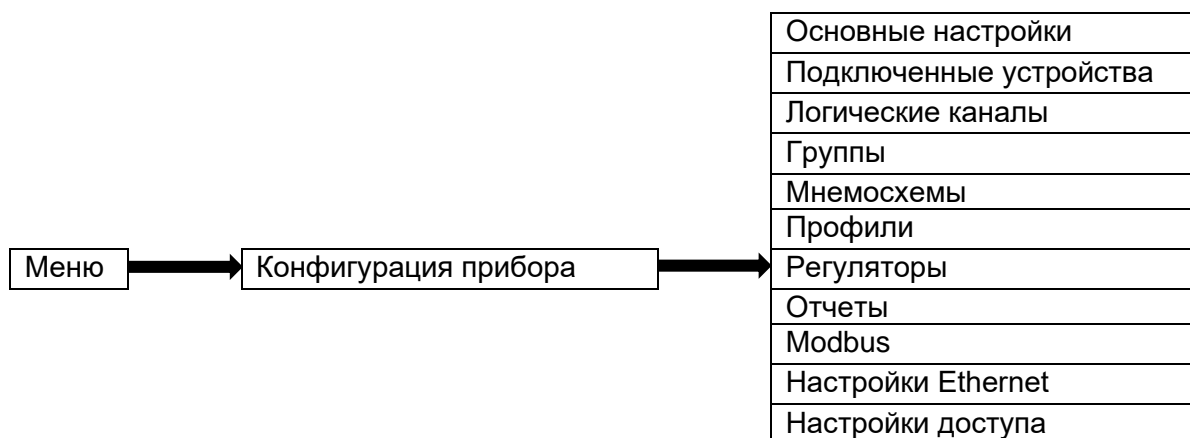 Основные настройки
Подключенные устройства
Логические каналы
Группы
Мнемосхемы
Профили
Меню
Конфигурация прибора
Регуляторы
Отчеты
Modbus
Настройки Ethernet
Настройки доступа